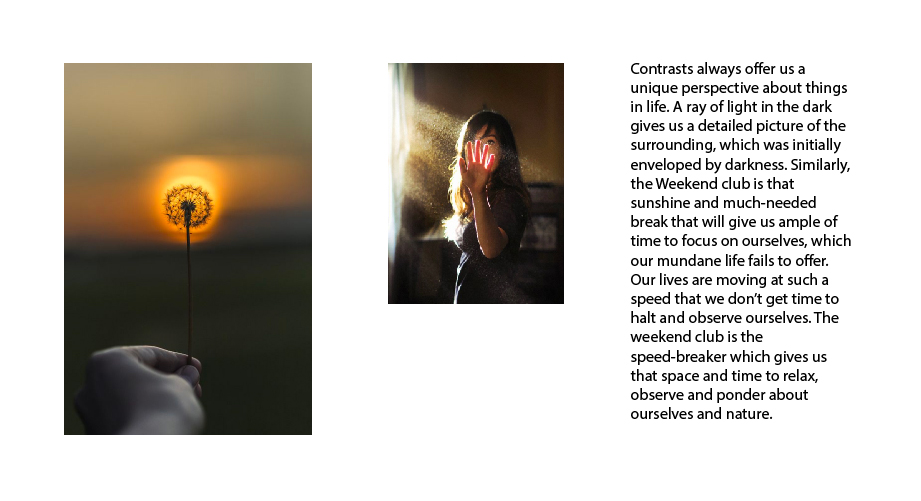 Contrasts always offer us a
unique perspective about things
in life. A ray of light in the dark
gives us a detailed picture of the
surrounding, which was initially
enveloped by darkness. Similarly,
the Weekend club is that
sunshine and much-needed
break that will give us ample of
time to focus on ourselves, which
our mundane life fails to offer.
Our lives are moving at such a
speed that we don't get time to
halt and observe ourselves. The
weekend club is the
speed-breaker which gives us
that space and time to relax,
observe and ponder about
ourselves and nature.